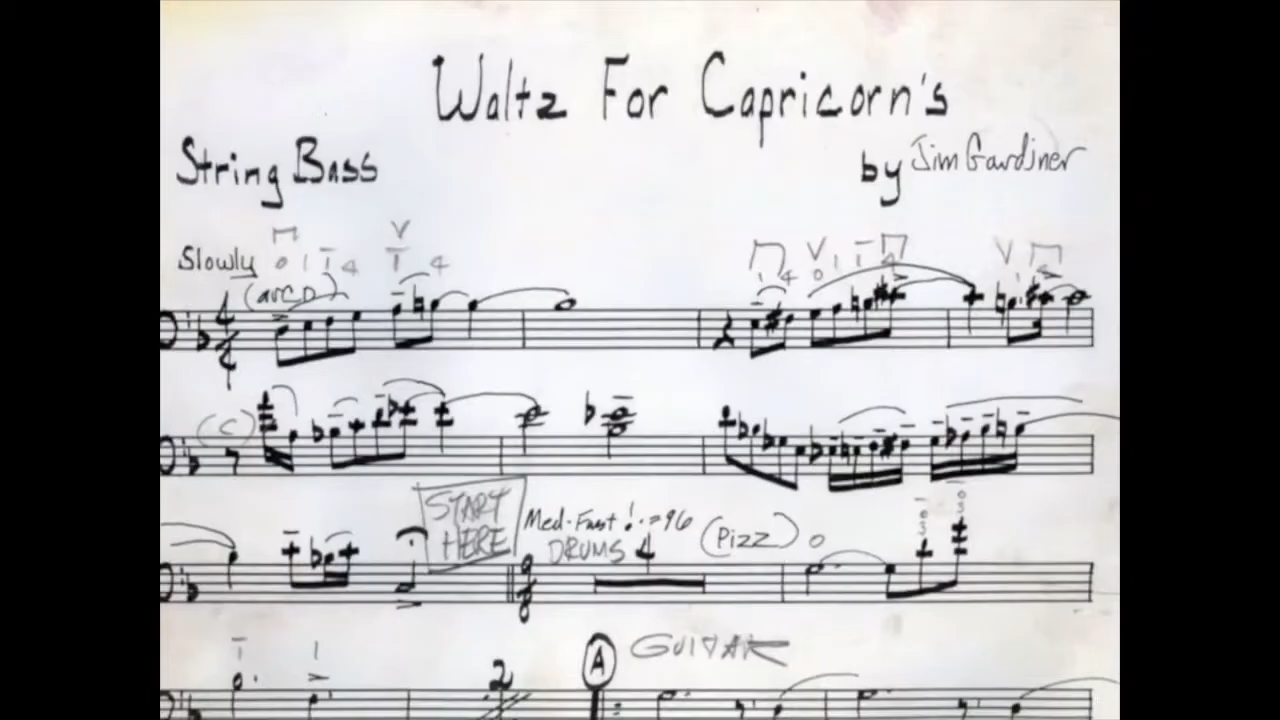 Waltz For Capricorn's
String Bass
by Jim Gardiner
Slowly
(arco)
(C)
START
HERE
Med-Fast ♩.=96
(Pizz)
DRUMS 4
2
A
GUITAR